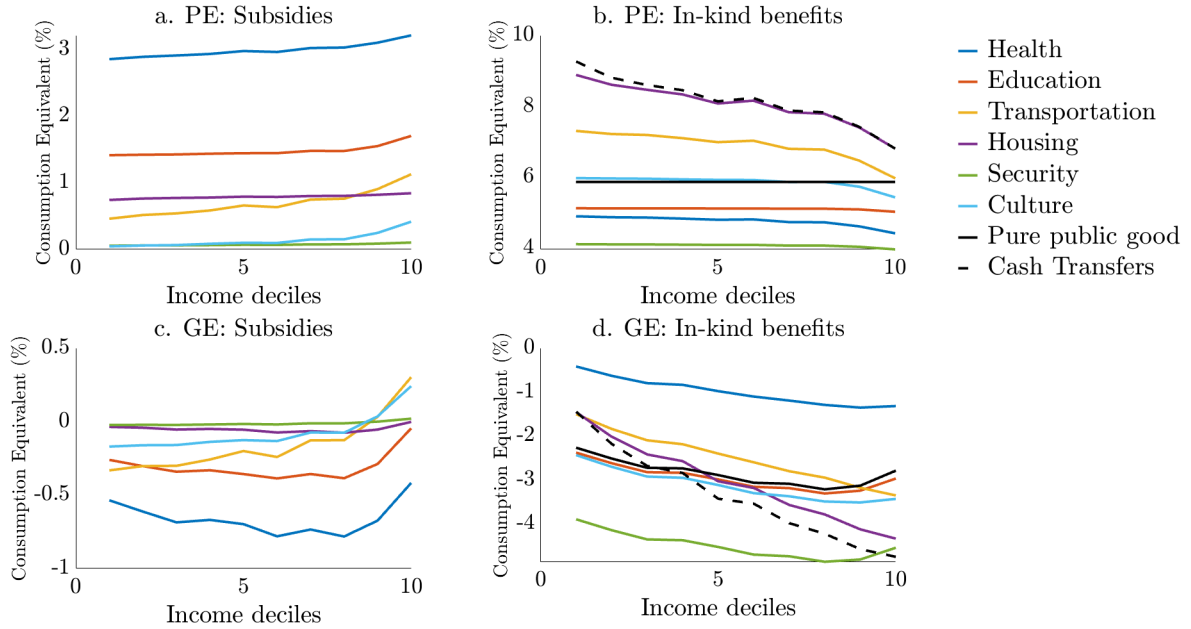 a. PE: Subsidies
Consumption Equivalent (%)
3
2
1
0
0
5
10
Income deciles
b. PE: In-kind benefits
Consumption Equivalent (%)
10
8
6
4
0
5
10
Income deciles
Health
Education
Transportation
Housing
Security
Culture
Pure public good
Cash Transfers
c. GE: Subsidies
Consumption Equivalent (%)
0.5
0
-0.5
-1
0
5
10
Income deciles
d. GE: In-kind benefits
Consumption Equivalent (%)
0
-1
-2
-3
-4
0
5
10
Income deciles